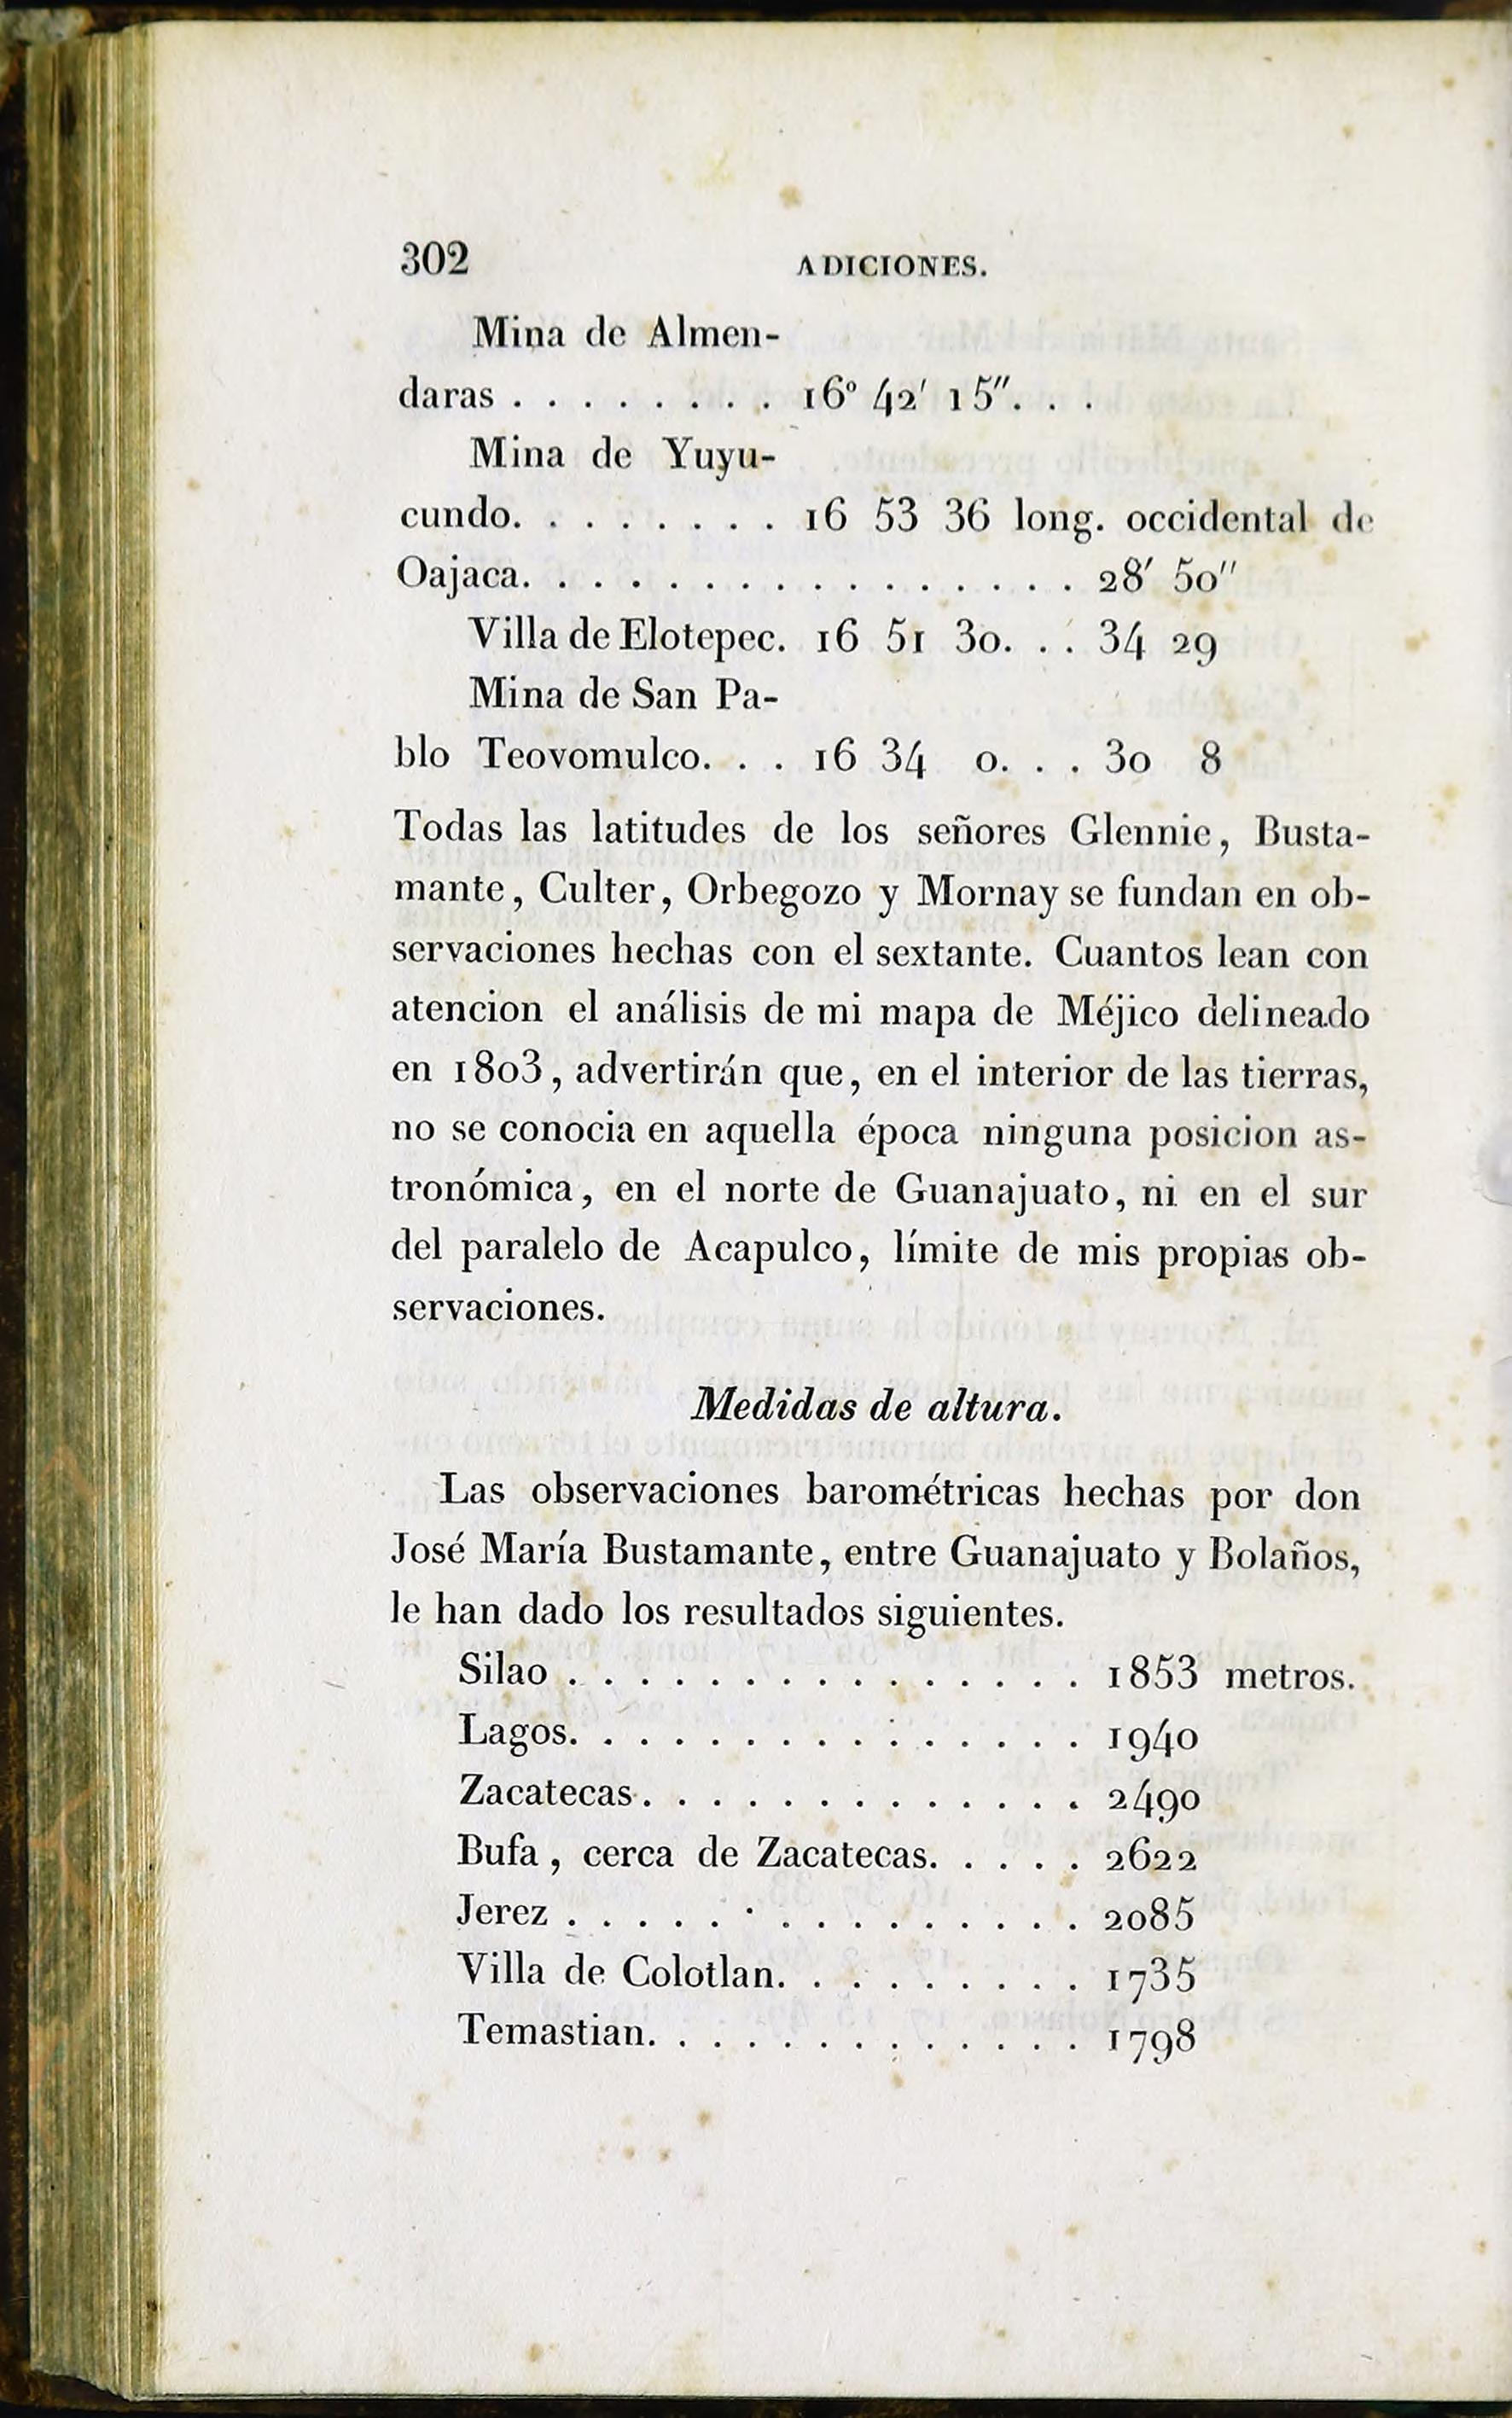 302 ADICIONES.
Mina de Almen-
daras . . . . . . . . 16° 42' 15". . .
Mina de Yuyu-
cundo. . . . . . . . 16 53 36 long. occidental de
Oajaca. . . . . . . . . . . . . . . . 28' 50"
Villa de Elotepec. 16 51 30. . . 34 29
Mina de San Pa-
blo Teovomulco. . . 16 34 0. . . 30 8
Todas las latitudes de los señores Glennie, Busta-
mante, Culter, Orbegozo y Mornay se fundan en ob-
servaciones hechas con el sextante. Cuantos lean con
atencion el análisis de mi mapa de Méjico delineado
en 1803, advertirán que, en el interior de las tierras,
no se conocia en aquella época ninguna posicion as-
tronómica, en el norte de Guanajuato, ni en el sur
del paralelo de Acapulco, límite de mis propias ob-
servaciones.
Medidas de altura.
Las observaciones barométricas hechas por don
José María Bustamante, entre Guanajuato y Bolaños,
le han dado los resultados siguientes.
Silao . . . . . . . . . . . . . . . 1853 metros.
Lagos. . . . . . . . . . . . . . . 1940
Zacatecas. . . . . . . . . . . . . 2490
Bufa, cerca de Zacatecas. . . . . 2622
Jerez . . . . . . . . . . . . . . . 2085
Villa de Colotlan. . . . . . . . . 1735
Temastian. . . . . . . . . . . . . 1798